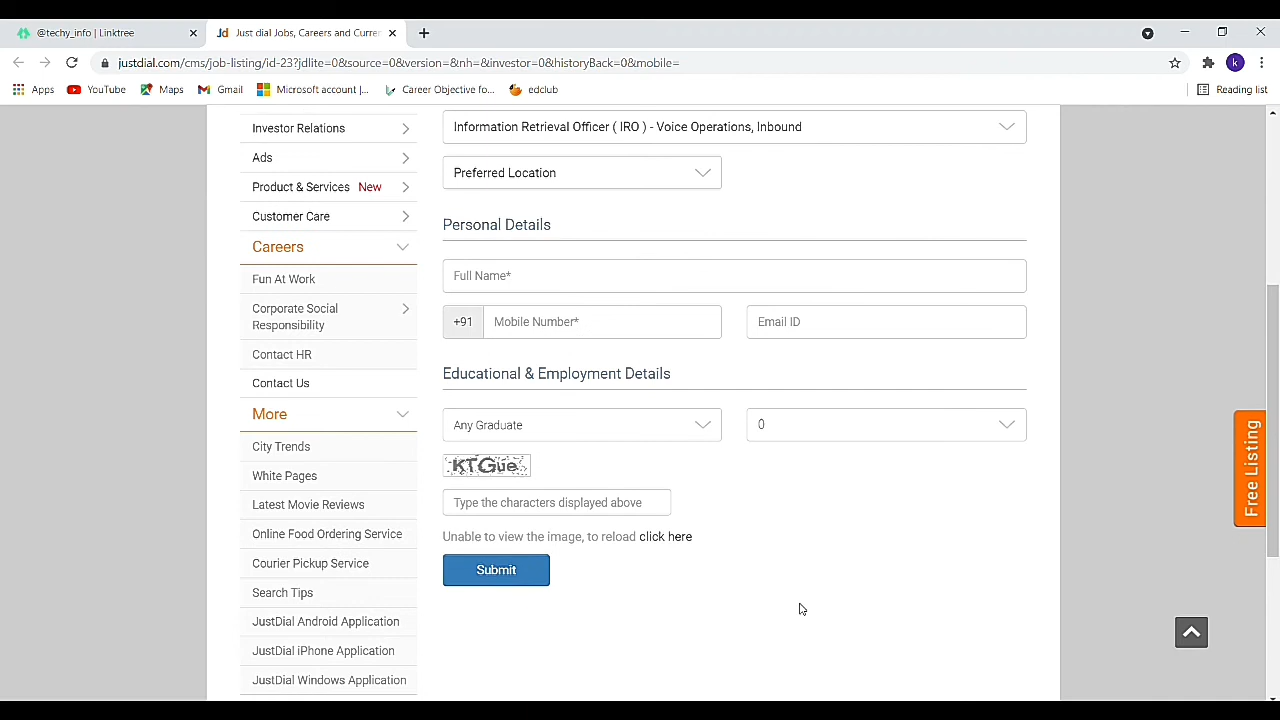 @techy_info | Linktree
Jd Just dial Jobs, Careers and Curre
justdial.com/cms/job-listing/id-23?jdlite=0&source=0&version=&nh=&investor=0&historyBack=0&mobile=
k
Apps YouTube Maps Gmail Microsoft account |... Career Objective fo... edclub Reading list
Investor Relations
Ads
Product & Services New
Customer Care
Careers
Fun At Work
Corporate Social
Responsibility
Contact HR
Contact Us
More
City Trends
White Pages
Latest Movie Reviews
Online Food Ordering Service
Courier Pickup Service
Search Tips
JustDial Android Application
JustDial iPhone Application
JustDial Windows Application
Information Retrieval Officer ( IRO ) - Voice Operations, Inbound
Preferred Location
Personal Details
Full Name*
+91 Mobile Number* Email ID
Educational & Employment Details
Any Graduate 0
KTGue
Type the characters displayed above
Unable to view the image, to reload click here
Submit
Free Listing